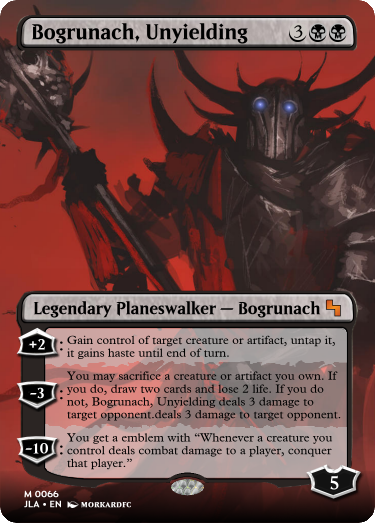 Bogrunach, Unyielding 3
Legendary Planeswalker — Bogrunach
+2: Gain control of target creature or artifact, untap it,
it gains haste until end of turn.
You may sacrifice a creature or artifact you own. If
you do, draw two cards and lose 2 life. If you do
-3: not, Bogrunach, Unyielding deals 3 damage to
target opponent.deals 3 damage to target opponent.
You get a emblem with “Whenever a creature you
-10: control deals combat damage to a player, conquer
that player.”
5
M 0066
JLA • EN MORKARDFC